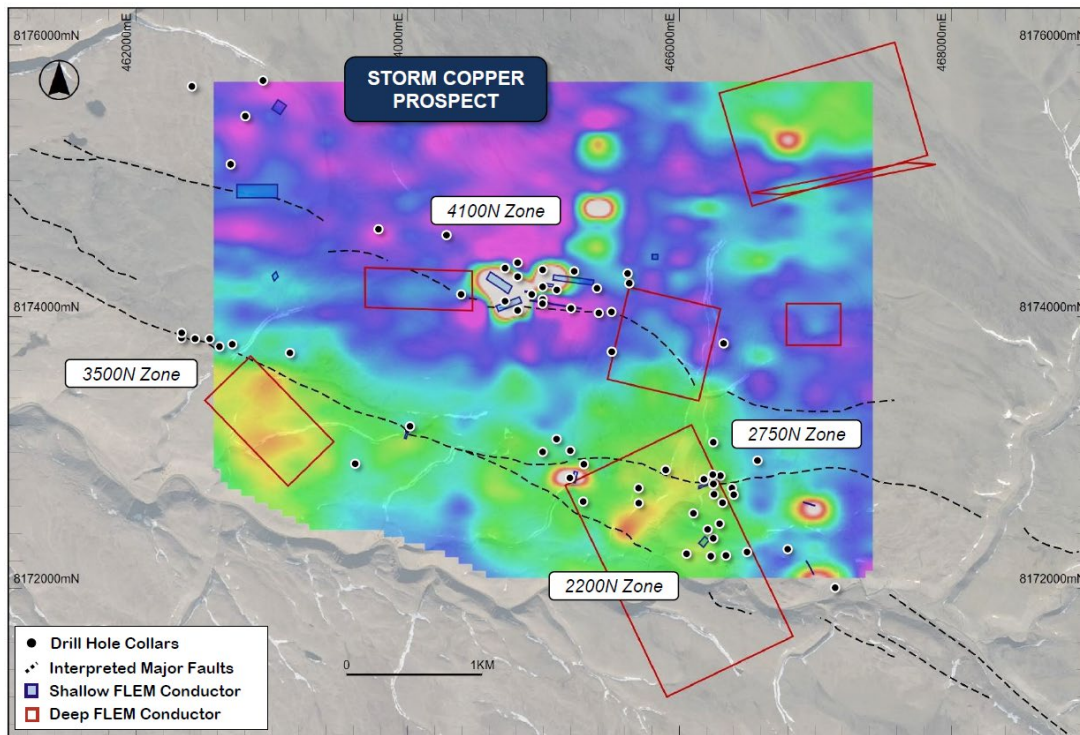 462000mE
464000mE
466000mE
468000mE
8176000mN
8176000mN
STORM COPPER
PROSPECT
4100N Zone
8174000mN
8174000mN
3500N Zone
2750N Zone
2200N Zone
8172000mN
8172000mN
Drill Hole Collars
Interpreted Major Faults
Shallow FLEM Conductor
Deep FLEM Conductor
0 1KM